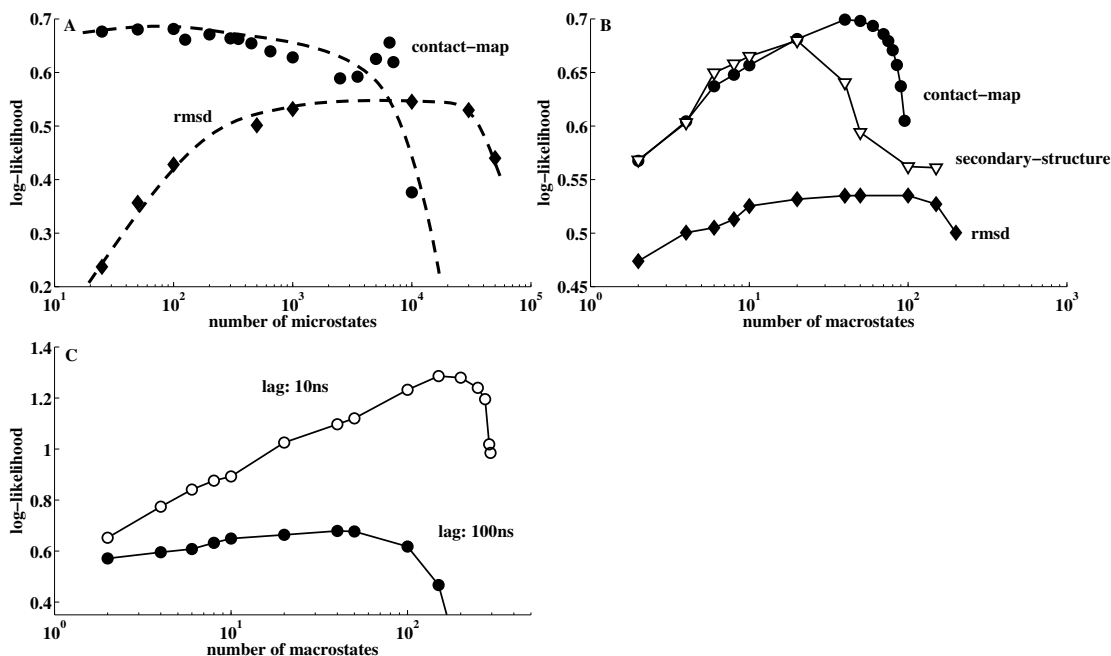 A
0.7
0.6
0.5
0.4
0.3
0.2
log−likelihood
contact−map
rmsd
10^1
10^2
10^3
10^4
10^5
number of microstates
B
0.7
0.65
0.6
0.55
0.5
0.45
log−likelihood
contact−map
secondary−structure
rmsd
10^0
10^1
10^2
10^3
number of macrostates
C
1.4
1.2
1
0.8
0.6
0.4
log−likelihood
lag: 10ns
lag: 100ns
10^0
10^1
10^2
number of macrostates